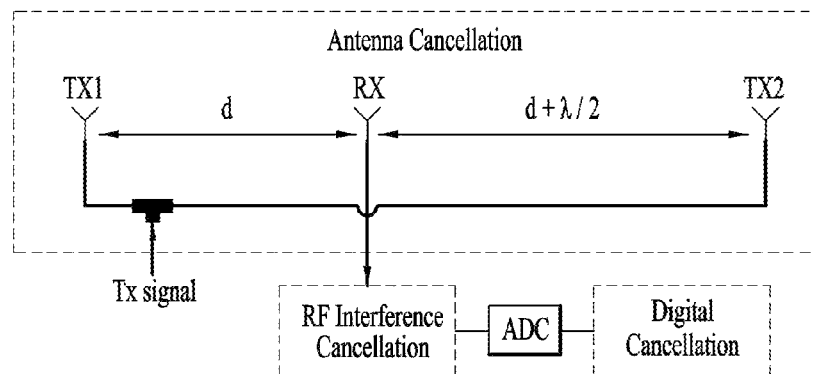 Antenna Cancellation
TX1
RX
TX2
d
d + λ / 2
Tx signal
RF Interference
Cancellation
ADC
Digital
Cancellation